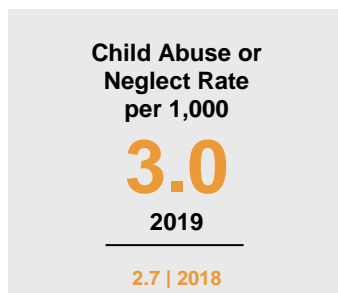 Child Abuse or
Neglect Rate
per 1,000
3.0
2019
2.7 | 2018